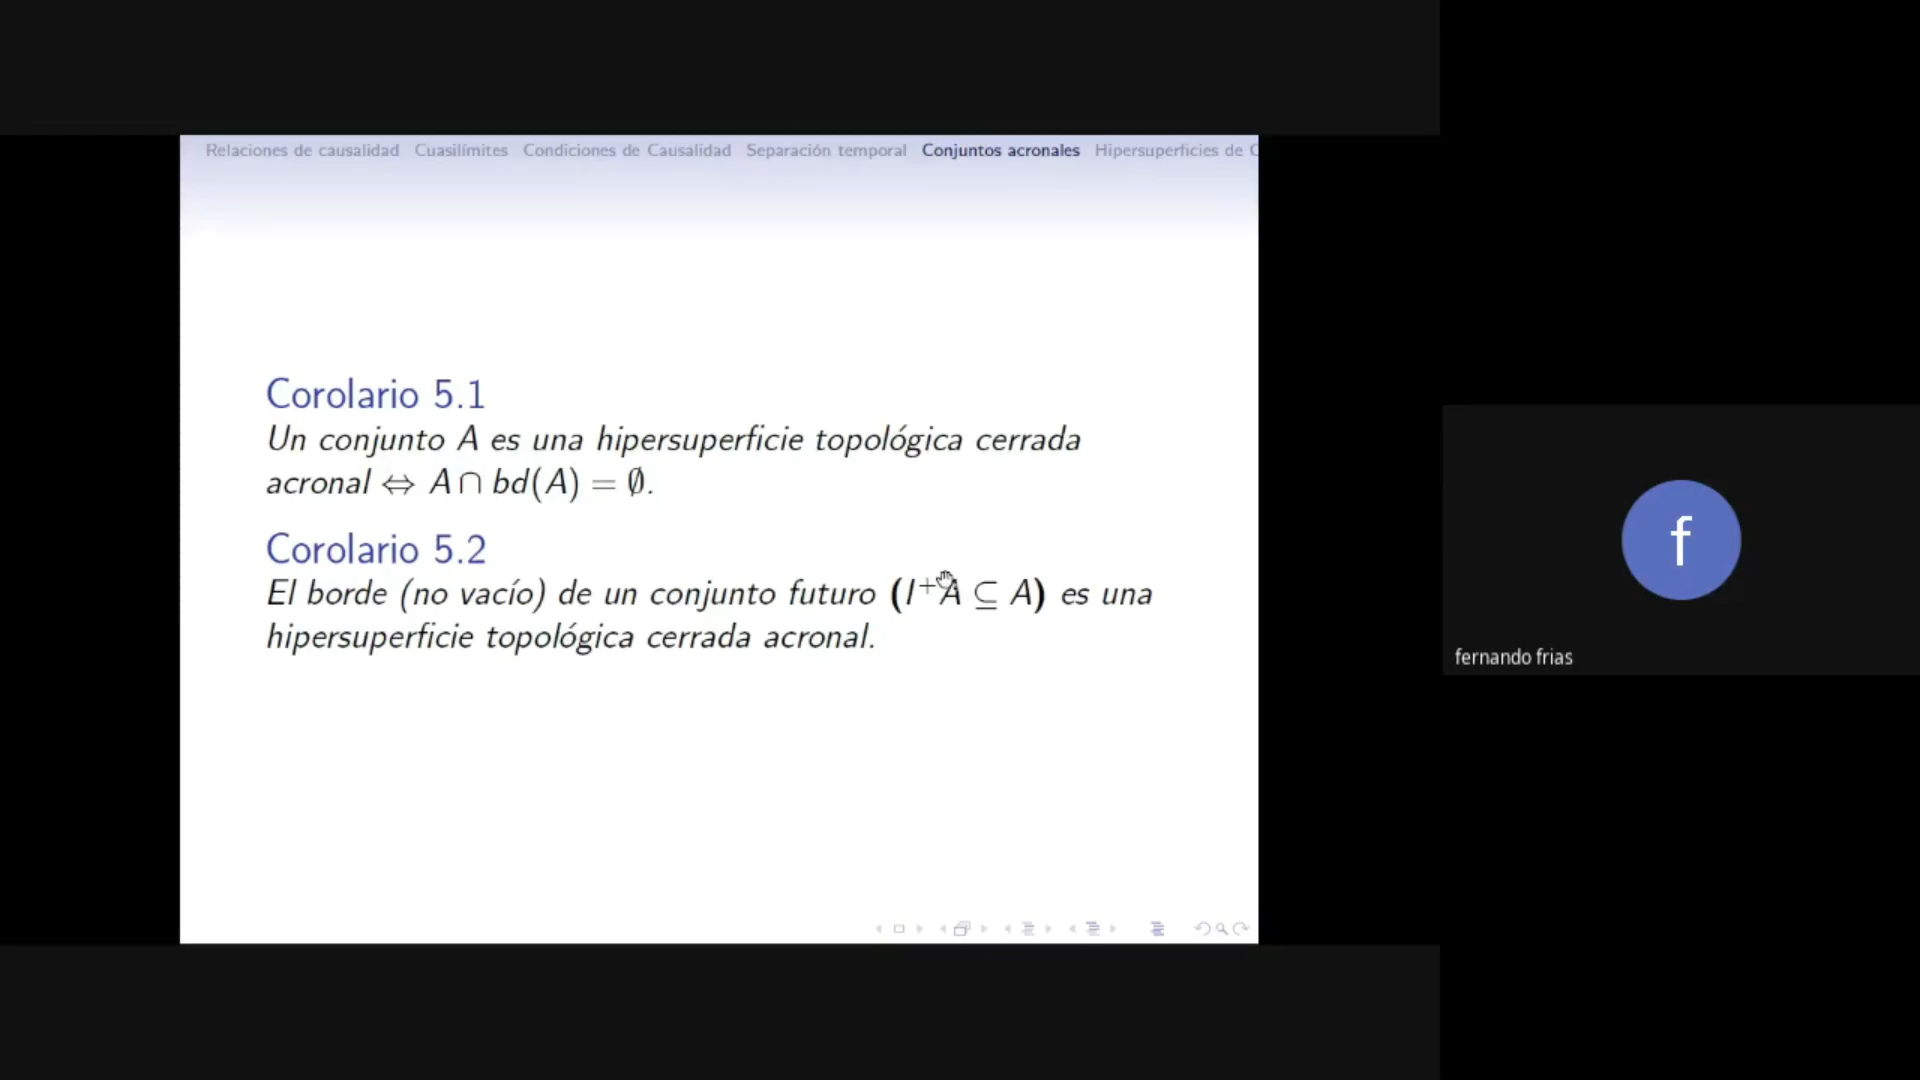 Relaciones de causalidad Cuasilímites Condiciones de Causalidad Separación temporal Conjuntos acronales Hipersuperficies de C
Corolario 5.1
Un conjunto A es una hipersuperficie topológica cerrada
acronal ⇔ A ∩ bd(A) = ∅.
Corolario 5.2
El borde (no vacío) de un conjunto futuro (I⁺A ⊆ A) es una
hipersuperficie topológica cerrada acronal.
f
fernando frias